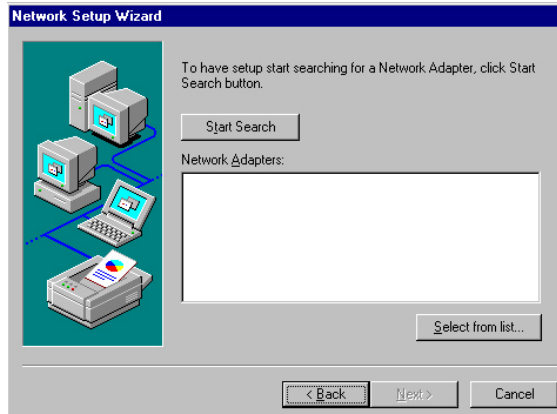 Network Setup Wizard
To have setup start searching for a Network Adapter, click Start
Search button.
Start Search
Network Adapters:
Select from list...
< Back
Next >
Cancel